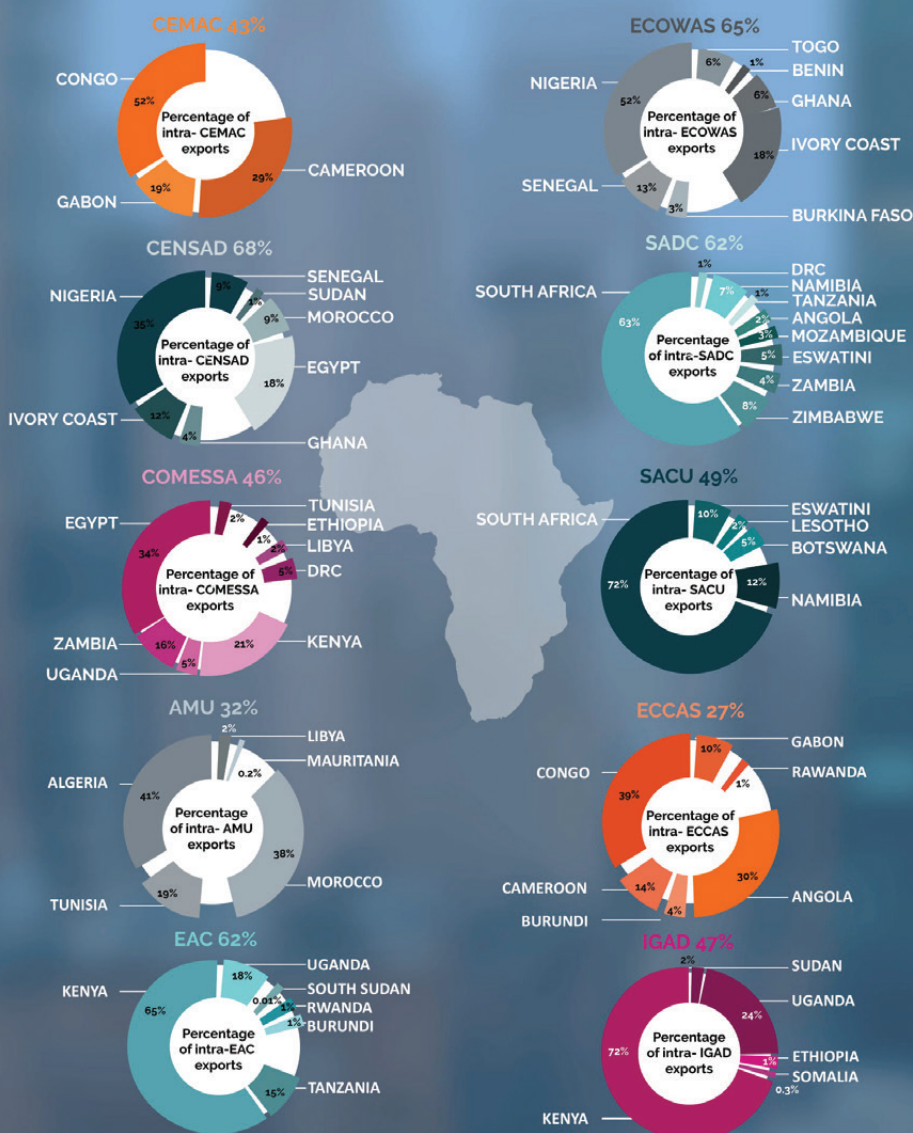 CEMAC 43%
CONGO
52%
Percentage of
intra- CEMAC
exports
CAMEROON
29%
19%
GABON
ECOWAS 65%
TOGO
6%
1%
BENIN
NIGERIA
6%
GHANA
52%
Percentage of
intra- ECOWAS
exports
IVORY COAST
18%
SENEGAL
13%
3%
BURKINA FASO
CENSAD 68%
SENEGAL
9%
SUDAN
1%
NIGERIA
MOROCCO
9%
35%
Percentage of
intra- CENSAD
exports
EGYPT
18%
IVORY COAST
12%
4%
GHANA
SADC 62%
1%
DRC
NAMIBIA
7%
1%
TANZANIA
SOUTH AFRICA
ANGOLA
2%
63%
MOZAMBIQUE
3%
Percentage
of intra-SADC
exports
ESWATINI
5%
ZAMBIA
4%
8%
ZIMBABWE
COMESSA 46%
TUNISIA
2%
ETHIOPIA
1%
EGYPT
LIBYA
2%
34%
DRC
5%
Percentage of
intra- COMESSA
exports
ZAMBIA
16%
21%
KENYA
5%
UGANDA
SACU 49%
ESWATINI
10%
LESOTHO
2%
SOUTH AFRICA
BOTSWANA
5%
72%
Percentage of
intra- SACU
exports
12%
NAMIBIA
AMU 32%
2%
LIBYA
MAURITANIA
0.2%
ALGERIA
41%
Percentage
of intra- AMU
exports
38%
MOROCCO
19%
TUNISIA
ECCAS 27%
GABON
10%
RAWANDA
1%
CONGO
39%
Percentage
of intra- ECCAS
exports
30%
ANGOLA
CAMEROON
14%
4%
BURUNDI
EAC 62%
UGANDA
18%
SOUTH SUDAN
0.01%
KENYA
RWANDA
1%
65%
BURUNDI
1%
Percentage
of intra-EAC
exports
15%
TANZANIA
IGAD 47%
2%
SUDAN
UGANDA
24%
72%
Percentage
of intra- IGAD
exports
ETHIOPIA
1%
SOMALIA
0.3%
KENYA